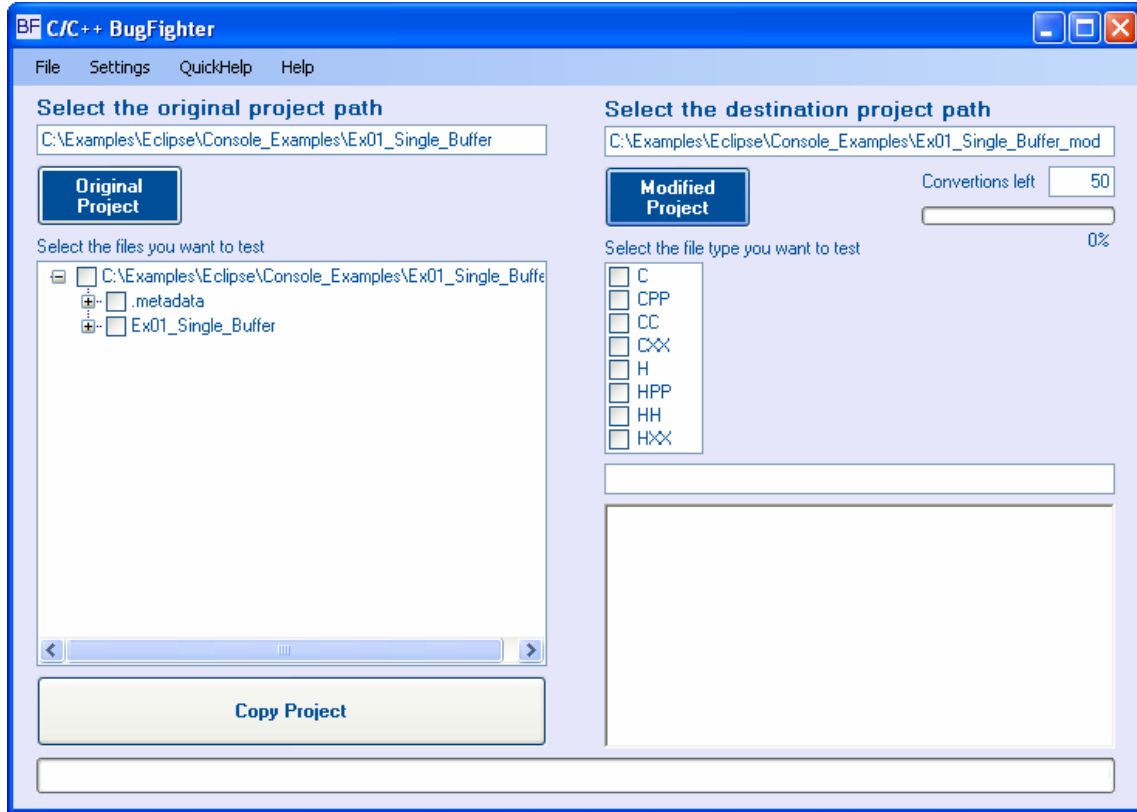 BF C/C++ BugFighter
File Settings QuickHelp Help
Select the original project path
C:\Examples\Eclipse\Console_Examples\Ex01_Single_Buffer
Original
Project
Select the files you want to test
C:\Examples\Eclipse\Console_Examples\Ex01_Single_Buffe
.metadata
Ex01_Single_Buffer
Copy Project
Select the destination project path
C:\Examples\Eclipse\Console_Examples\Ex01_Single_Buffer_mod
Modified
Project
Convertions left 50
0%
Select the file type you want to test
C
CPP
CC
CXX
H
HPP
HH
HXX